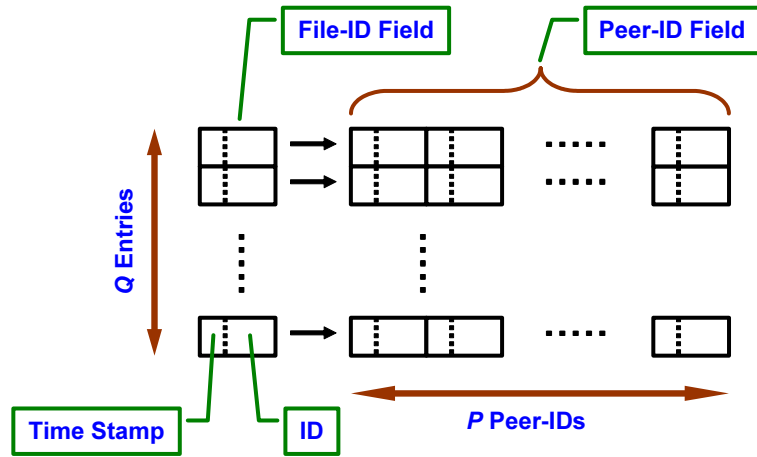 File-ID Field
Peer-ID Field
Q Entries
Time Stamp
ID
P Peer-IDs